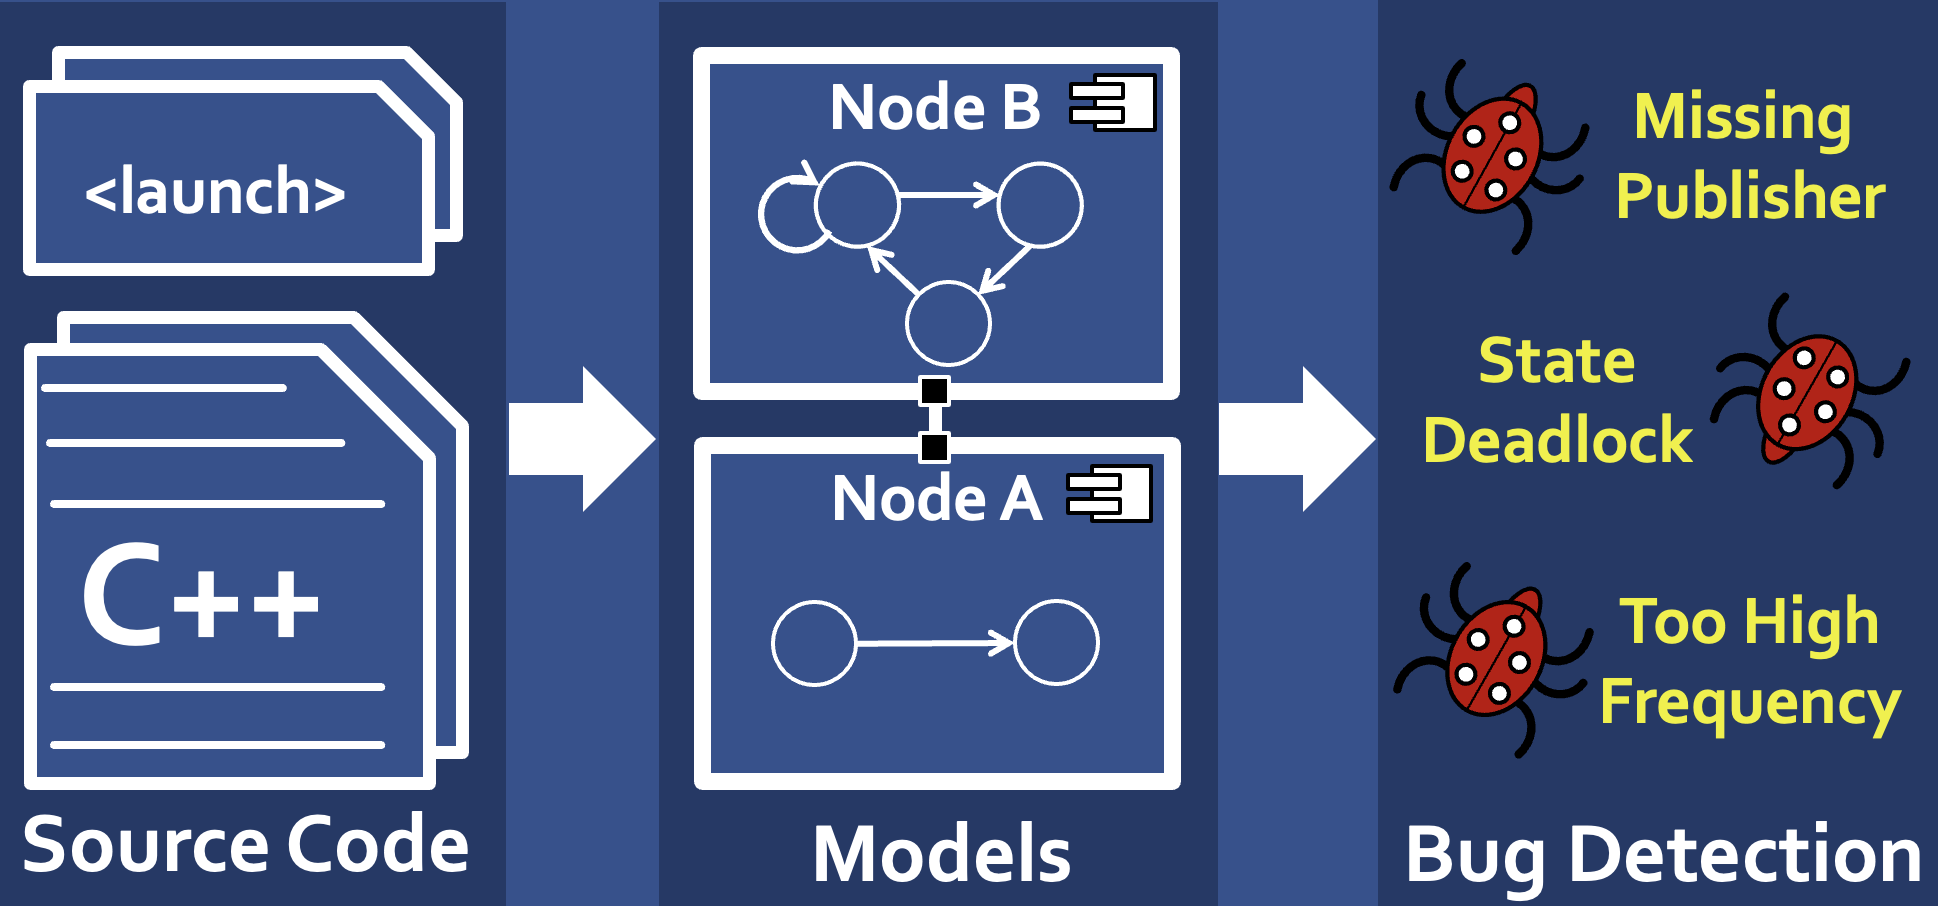 <launch>
C++
Source Code
Node B
Node A
Models
Missing
Publisher
State
Deadlock
Too High
Frequency
Bug Detection